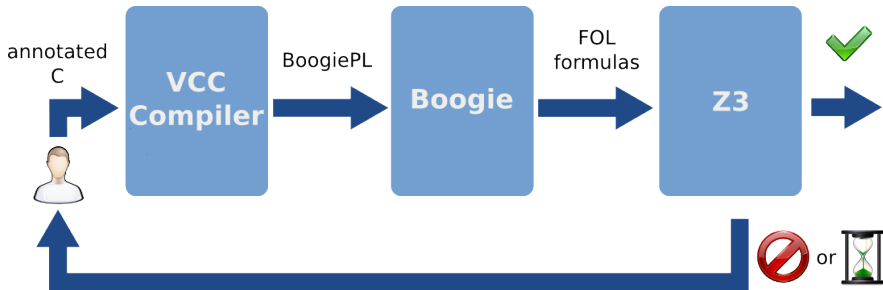 annotated
C
VCC
Compiler
BoogiePL
Boogie
FOL
formulas
Z3
or